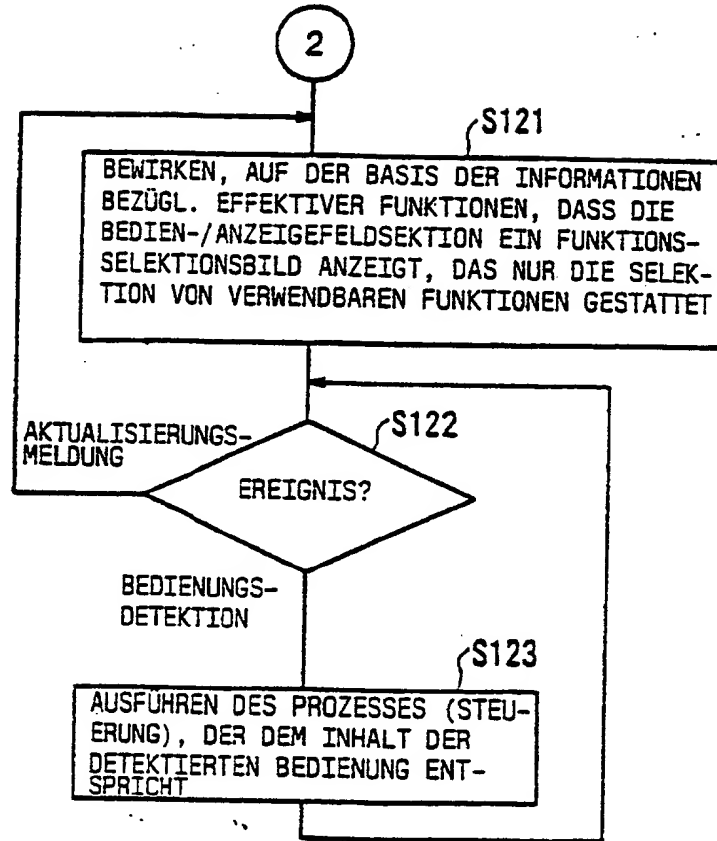 2
S121
BEWIRKEN, AUF DER BASIS DER INFORMATIONEN
BEZÜGL. EFFEKTIVER FUNKTIONEN, DASS DIE
BEDIEN-/ANZEIGEFELDSEKTION EIN FUNKTIONS-
SELEKTIONSBILD ANZEIGT, DAS NUR DIE SELEK-
TION VON VERWENDBAREN FUNKTIONEN GESTATTET
AKTUALISIERUNGS-
MELDUNG
S122
EREIGNIS?
BEDIENUNGS-
DETEKTION
S123
AUSFÜHREN DES PROZESSES (STEU-
ERUNG), DER DEM INHALT DER
DETEKTIERTEN BEDIENUNG ENT-
SPRICHT